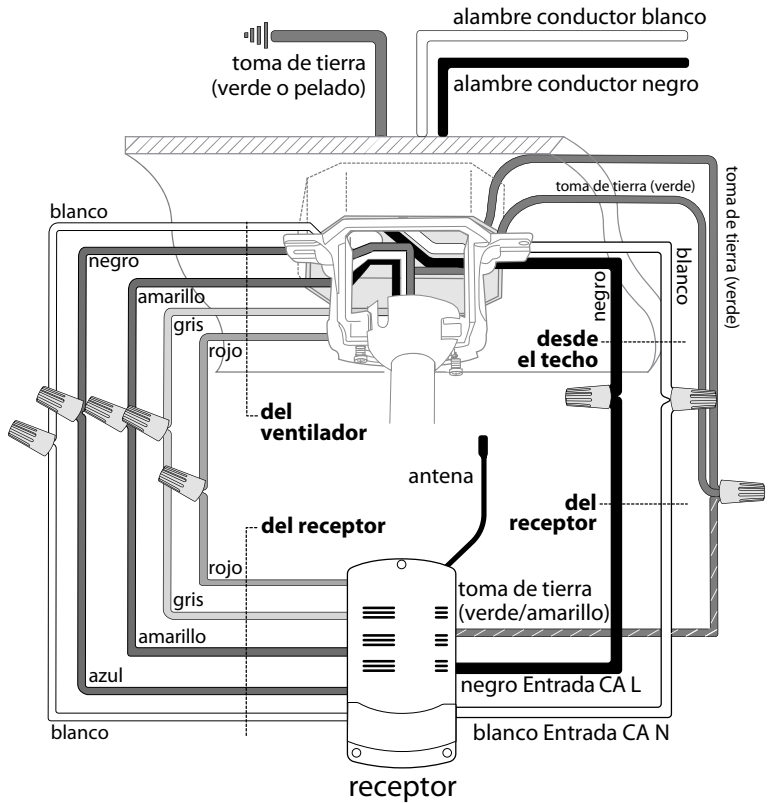 alambre conductor blanco
toma de tierra
(verde o pelado)
alambre conductor negro
toma de tierra (verde)
toma de tierra (verde)
blanco
negro
amarillo
gris
rojo
negro
blanco
desde
el techo
del
ventilador
antena
del
receptor
del receptor
rojo
gris
amarillo
azul
blanco
toma de tierra
(verde/amarillo)
negro Entrada CA L
blanco Entrada CA N
receptor